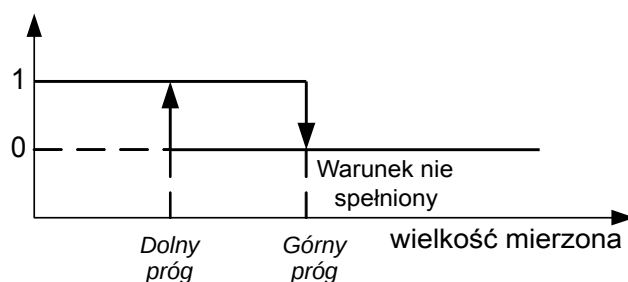 1
0
Warunek nie
spełniony
wielkość mierzona
Dolny
próg
Górny
próg